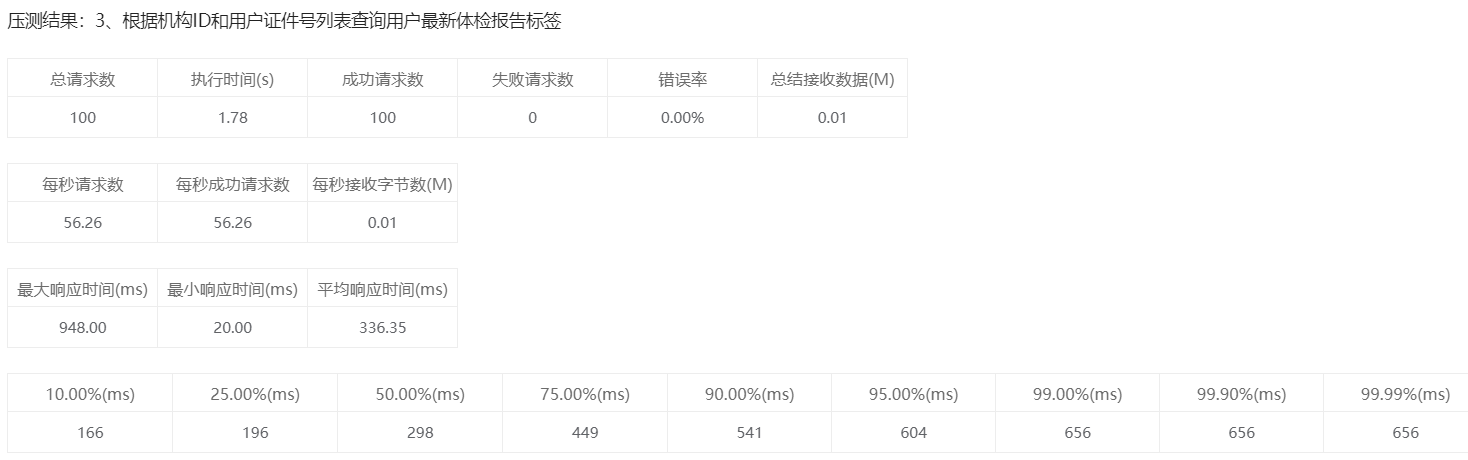 压测结果：3、根据机构ID和用户证件号列表查询用户最新体检报告标签
总请求数 执行时间(s) 成功请求数 失败请求数 错误率 总结接收数据(M)
100 1.78 100 0 0.00% 0.01
每秒请求数 每秒成功请求数 每秒接收字节数(M)
56.26 56.26 0.01
最大响应时间(ms) 最小响应时间(ms) 平均响应时间(ms)
948.00 20.00 336.35
10.00%(ms) 25.00%(ms) 50.00%(ms) 75.00%(ms) 90.00%(ms) 95.00%(ms) 99.00%(ms) 99.90%(ms) 99.99%(ms)
166 196 298 449 541 604 656 656 656